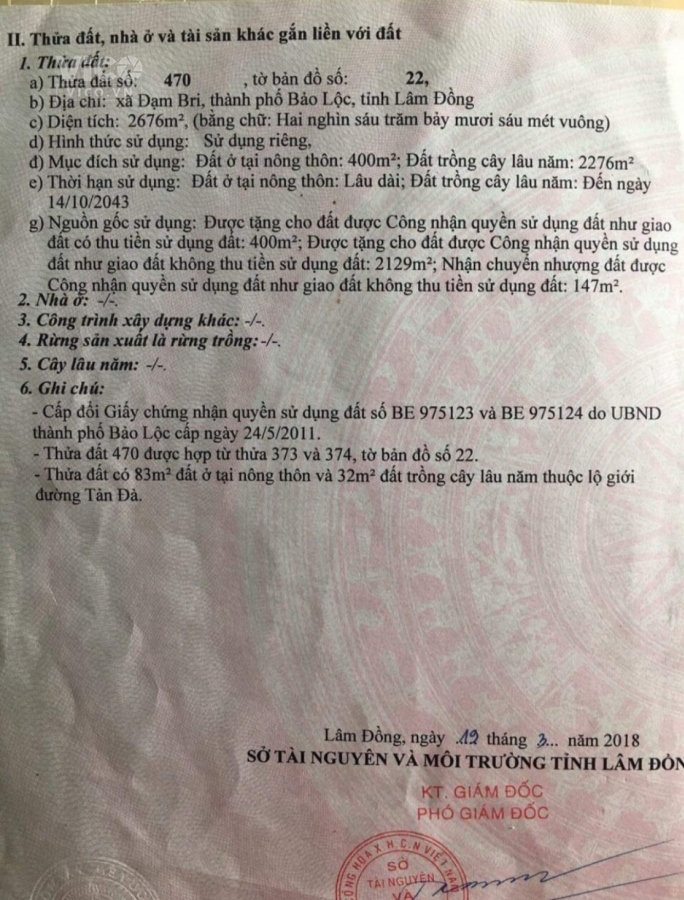 II. Thửa đất, nhà ở và tài sản khác gắn liền với đất
1. Thửa đất:
a) Thửa đất số: 470 , tờ bản đồ số: 22,
b) Địa chỉ: xã Đạm Bri, thành phố Bảo Lộc, tỉnh Lâm Đồng
c) Diện tích: 2676m², (bằng chữ: Hai nghìn sáu trăm bảy mươi sáu mét vuông)
d) Hình thức sử dụng: Sử dụng riêng,
đ) Mục đích sử dụng: Đất ở tại nông thôn: 400m²; Đất trồng cây lâu năm: 2276m²
e) Thời hạn sử dụng: Đất ở tại nông thôn: Lâu dài; Đất trồng cây lâu năm: Đến ngày
14/10/2043
g) Nguồn gốc sử dụng: Được tặng cho đất được Công nhận quyền sử dụng đất như giao
đất có thu tiền sử dụng đất: 400m²; Được tặng cho đất được Công nhận quyền sử dụng
đất như giao đất không thu tiền sử dụng đất: 2129m²; Nhận chuyển nhượng đất được
Công nhận quyền sử dụng đất như giao đất không thu tiền sử dụng đất: 147m².
2. Nhà ở: -/-.
3. Công trình xây dựng khác: -/-.
4. Rừng sản xuất là rừng trồng: -/-.
5. Cây lâu năm: -/-.
6. Ghi chú:
- Cấp đổi Giấy chứng nhận quyền sử dụng đất số BE 975123 và BE 975124 do UBND
thành phố Bảo Lộc cấp ngày 24/5/2011.
- Thửa đất 470 được hợp từ thửa 373 và 374, tờ bản đồ số 22.
- Thửa đất có 83m² đất ở tại nông thôn và 32m² đất trồng cây lâu năm thuộc lộ giới
đường Tản Đà.
Lâm Đồng, ngày 19 tháng 3... năm 2018
SỞ TÀI NGUYÊN VÀ MÔI TRƯỜNG TỈNH LÂM ĐỒN
KT. GIÁM ĐỐC
PHÓ GIÁM ĐỐC
CỘNG HÒA X.H.C.N VIỆT NAM
SỞ
TÀI NGUYÊN
VÀ